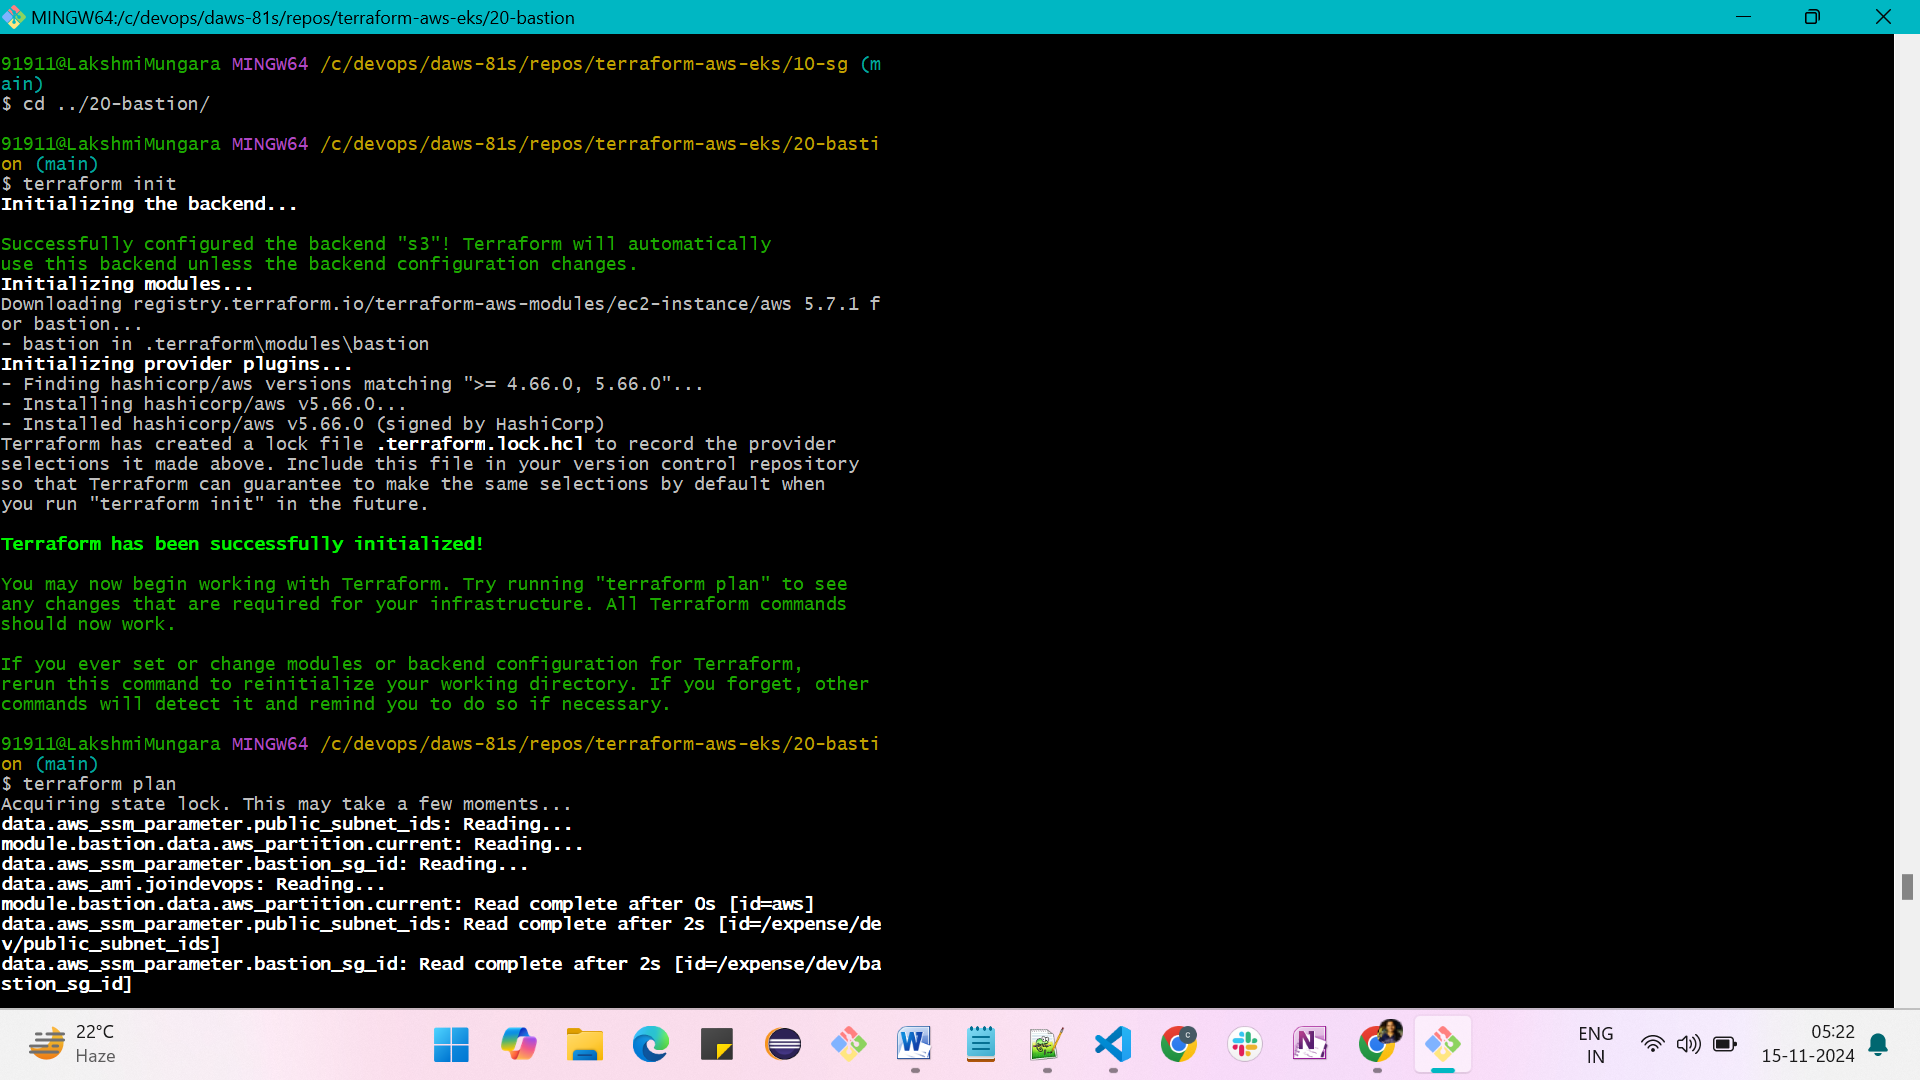 MINGW64:/c/devops/daws-81s/repos/terraform-aws-eks/20-bastion
91911@LakshmiMungara MINGW64 /c/devops/daws-81s/repos/terraform-aws-eks/10-sg (m
ain)
$ cd ../20-bastion/
91911@LakshmiMungara MINGW64 /c/devops/daws-81s/repos/terraform-aws-eks/20-basti
on (main)
$ terraform init
Initializing the backend...
Successfully configured the backend "s3"! Terraform will automatically
use this backend unless the backend configuration changes.
Initializing modules...
Downloading registry.terraform.io/terraform-aws-modules/ec2-instance/aws 5.7.1 f
or bastion...
- bastion in .terraform\modules\bastion
Initializing provider plugins...
- Finding hashicorp/aws versions matching ">= 4.66.0, 5.66.0"...
- Installing hashicorp/aws v5.66.0...
- Installed hashicorp/aws v5.66.0 (signed by HashiCorp)
Terraform has created a lock file .terraform.lock.hcl to record the provider
selections it made above. Include this file in your version control repository
so that Terraform can guarantee to make the same selections by default when
you run "terraform init" in the future.
Terraform has been successfully initialized!
You may now begin working with Terraform. Try running "terraform plan" to see
any changes that are required for your infrastructure. All Terraform commands
should now work.
If you ever set or change modules or backend configuration for Terraform,
rerun this command to reinitialize your working directory. If you forget, other
commands will detect it and remind you to do so if necessary.
91911@LakshmiMungara MINGW64 /c/devops/daws-81s/repos/terraform-aws-eks/20-basti
on (main)
$ terraform plan
Acquiring state lock. This may take a few moments...
data.aws_ssm_parameter.public_subnet_ids: Reading...
module.bastion.data.aws_partition.current: Reading...
data.aws_ssm_parameter.bastion_sg_id: Reading...
data.aws_ami.joindevops: Reading...
module.bastion.data.aws_partition.current: Read complete after 0s [id=aws]
data.aws_ssm_parameter.public_subnet_ids: Read complete after 2s [id=/expense/de
v/public_subnet_ids]
data.aws_ssm_parameter.bastion_sg_id: Read complete after 2s [id=/expense/dev/ba
stion_sg_id]
22°C
Haze
ENG
IN
05:22
15-11-2024